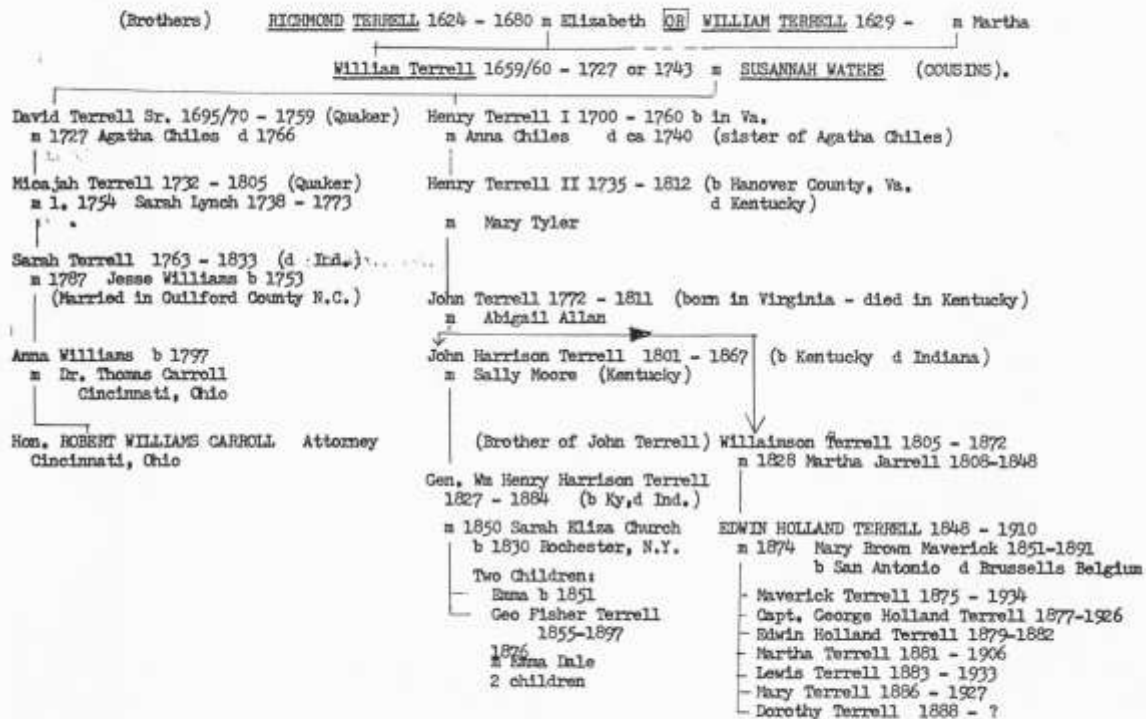 (Brothers) RICHMOND TERRELL 1624 - 1680 m Elizabeth OR WILLIAM TERRELL 1629 - m Martha
William Terrell 1659/60 - 1727 or 1743 m SUSANNAH WATERS (COUSINS).
David Terrell Sr. 1695/70 - 1759 (Quaker)
m 1727 Agatha Chiles d 1766
Henry Terrell I 1700 - 1760 b in Va.
m Anna Chiles d ca 1740 (sister of Agatha Chiles)
Micajah Terrell 1732 - 1805 (Quaker)
m 1. 1754 Sarah Lynch 1738 - 1773
Henry Terrell II 1735 - 1812 (b Hanover County, Va.
d Kentucky)
m Mary Tyler
Sarah Terrell 1763 - 1833 (d Ind.)
m 1787 Jesse Williams b 1753
(Married in Guilford County N.C.)
John Terrell 1772 - 1811 (born in Virginia - died in Kentucky)
m Abigail Allan
Anna Williams b 1797
m Dr. Thomas Carroll
Cincinnati, Ohio
John Harrison Terrell 1801 - 1867 (b Kentucky d Indiana)
m Sally Moore (Kentucky)
Hon. ROBERT WILLIAMS CARROLL Attorney
Cincinnati, Ohio
(Brother of John Terrell) Willainson Terrell 1805 - 1872
m 1828 Martha Jarrell 1808-1848
Gen. Wm Henry Harrison Terrell
1827 - 1884 (b Ky,d Ind.)
m 1850 Sarah Eliza Church
b 1830 Rochester, N.Y.
Two Children:
Emma b 1851
Geo Fisher Terrell
1855-1897
1876
m Emma Dale
2 children
EDWIN HOLLAND TERRELL 1848 - 1910
m 1874 Mary Brown Maverick 1851-1891
b San Antonio d Brussells Belgium
Maverick Terrell 1875 - 1934
Capt. George Holland Terrell 1877-1926
Edwin Holland Terrell 1879-1882
Martha Terrell 1881 - 1906
Lewis Terrell 1883 - 1933
Mary Terrell 1886 - 1927
Dorothy Terrell 1888 - ?